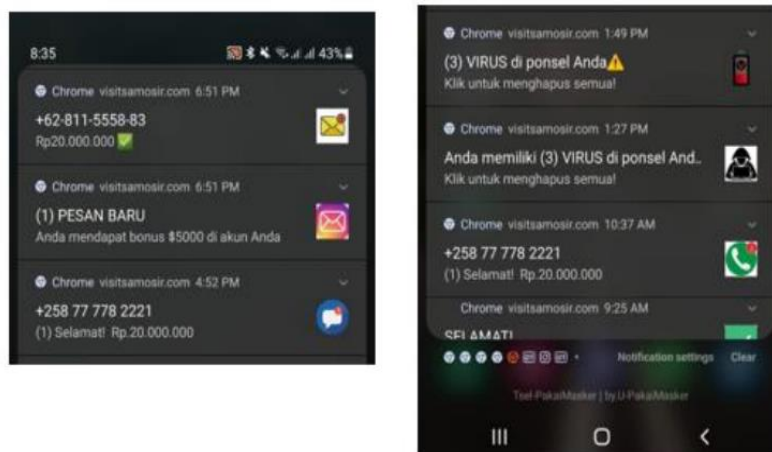 8:35
43%
Chrome visitsamosir.com 6:51 PM
+62-811-5558-83
Rp20.000.000
Chrome visitsamosir.com 6:51 PM
(1) PESAN BARU
Anda mendapat bonus $5000 di akun Anda
Chrome visitsamosir.com 4:52 PM
+258 77 778 2221
(1) Selamat! Rp.20.000.000
Chrome visitsamosir.com 1:49 PM
(3) VIRUS di ponsel Anda
Klik untuk menghapus semua!
Chrome visitsamosir.com 1:27 PM
Anda memiliki (3) VIRUS di ponsel And..
Klik untuk menghapus semua!
Chrome visitsamosir.com 10:37 AM
+258 77 778 2221
(1) Selamat! Rp.20.000.000
Chrome visitsamosir.com 9:25 AM
SELAMAT!
Notification settings Clear
Tsel-PakaiMasker | by.U-PakaiMasker